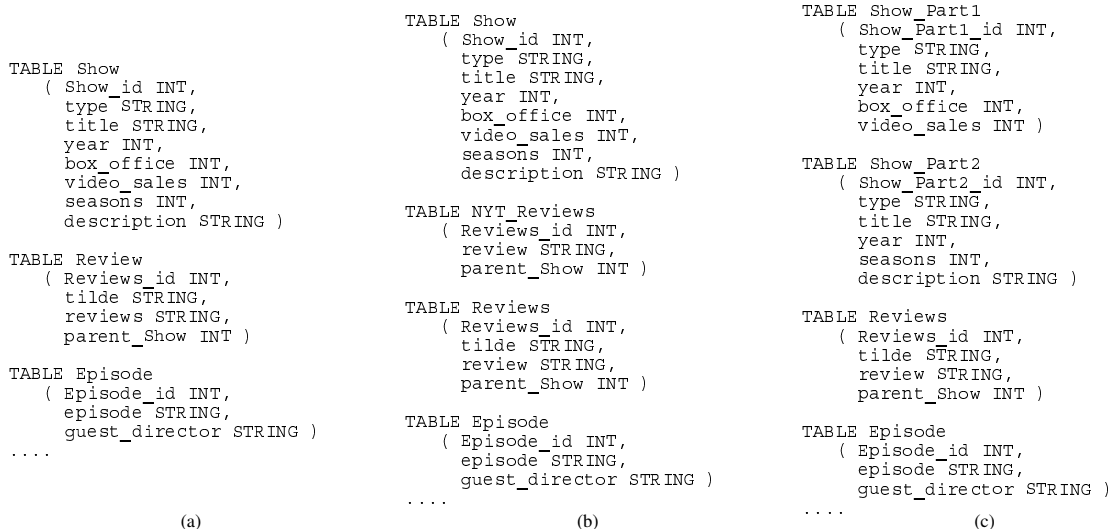 TABLE Show
( Show_id INT,
type STRING,
title STRING,
year INT,
box_office INT,
video_sales INT,
seasons INT,
description STRING )
TABLE Review
( Reviews_id INT,
tilde STRING,
reviews STRING,
parent_Show INT )
TABLE Episode
( Episode_id INT,
episode STRING,
guest_director STRING )
....
(a)
TABLE Show
( Show_id INT,
type STRING,
title STRING,
year INT,
box_office INT,
video_sales INT,
seasons INT,
description STRING )
TABLE NYT_Reviews
( Reviews_id INT,
review STRING,
parent_Show INT )
TABLE Reviews
( Reviews_id INT,
tilde STRING,
review STRING,
parent_Show INT )
TABLE Episode
( Episode_id INT,
episode STRING,
guest_director STRING )
....
(b)
TABLE Show_Part1
( Show_Part1_id INT,
type STRING,
title STRING,
year INT,
box_office INT,
video_sales INT )
TABLE Show_Part2
( Show_Part2_id INT,
type STRING,
title STRING,
year INT,
seasons INT,
description STRING )
TABLE Reviews
( Reviews_id INT,
tilde STRING,
review STRING,
parent_Show INT )
TABLE Episode
( Episode_id INT,
episode STRING,
guest_director STRING )
....
(c)